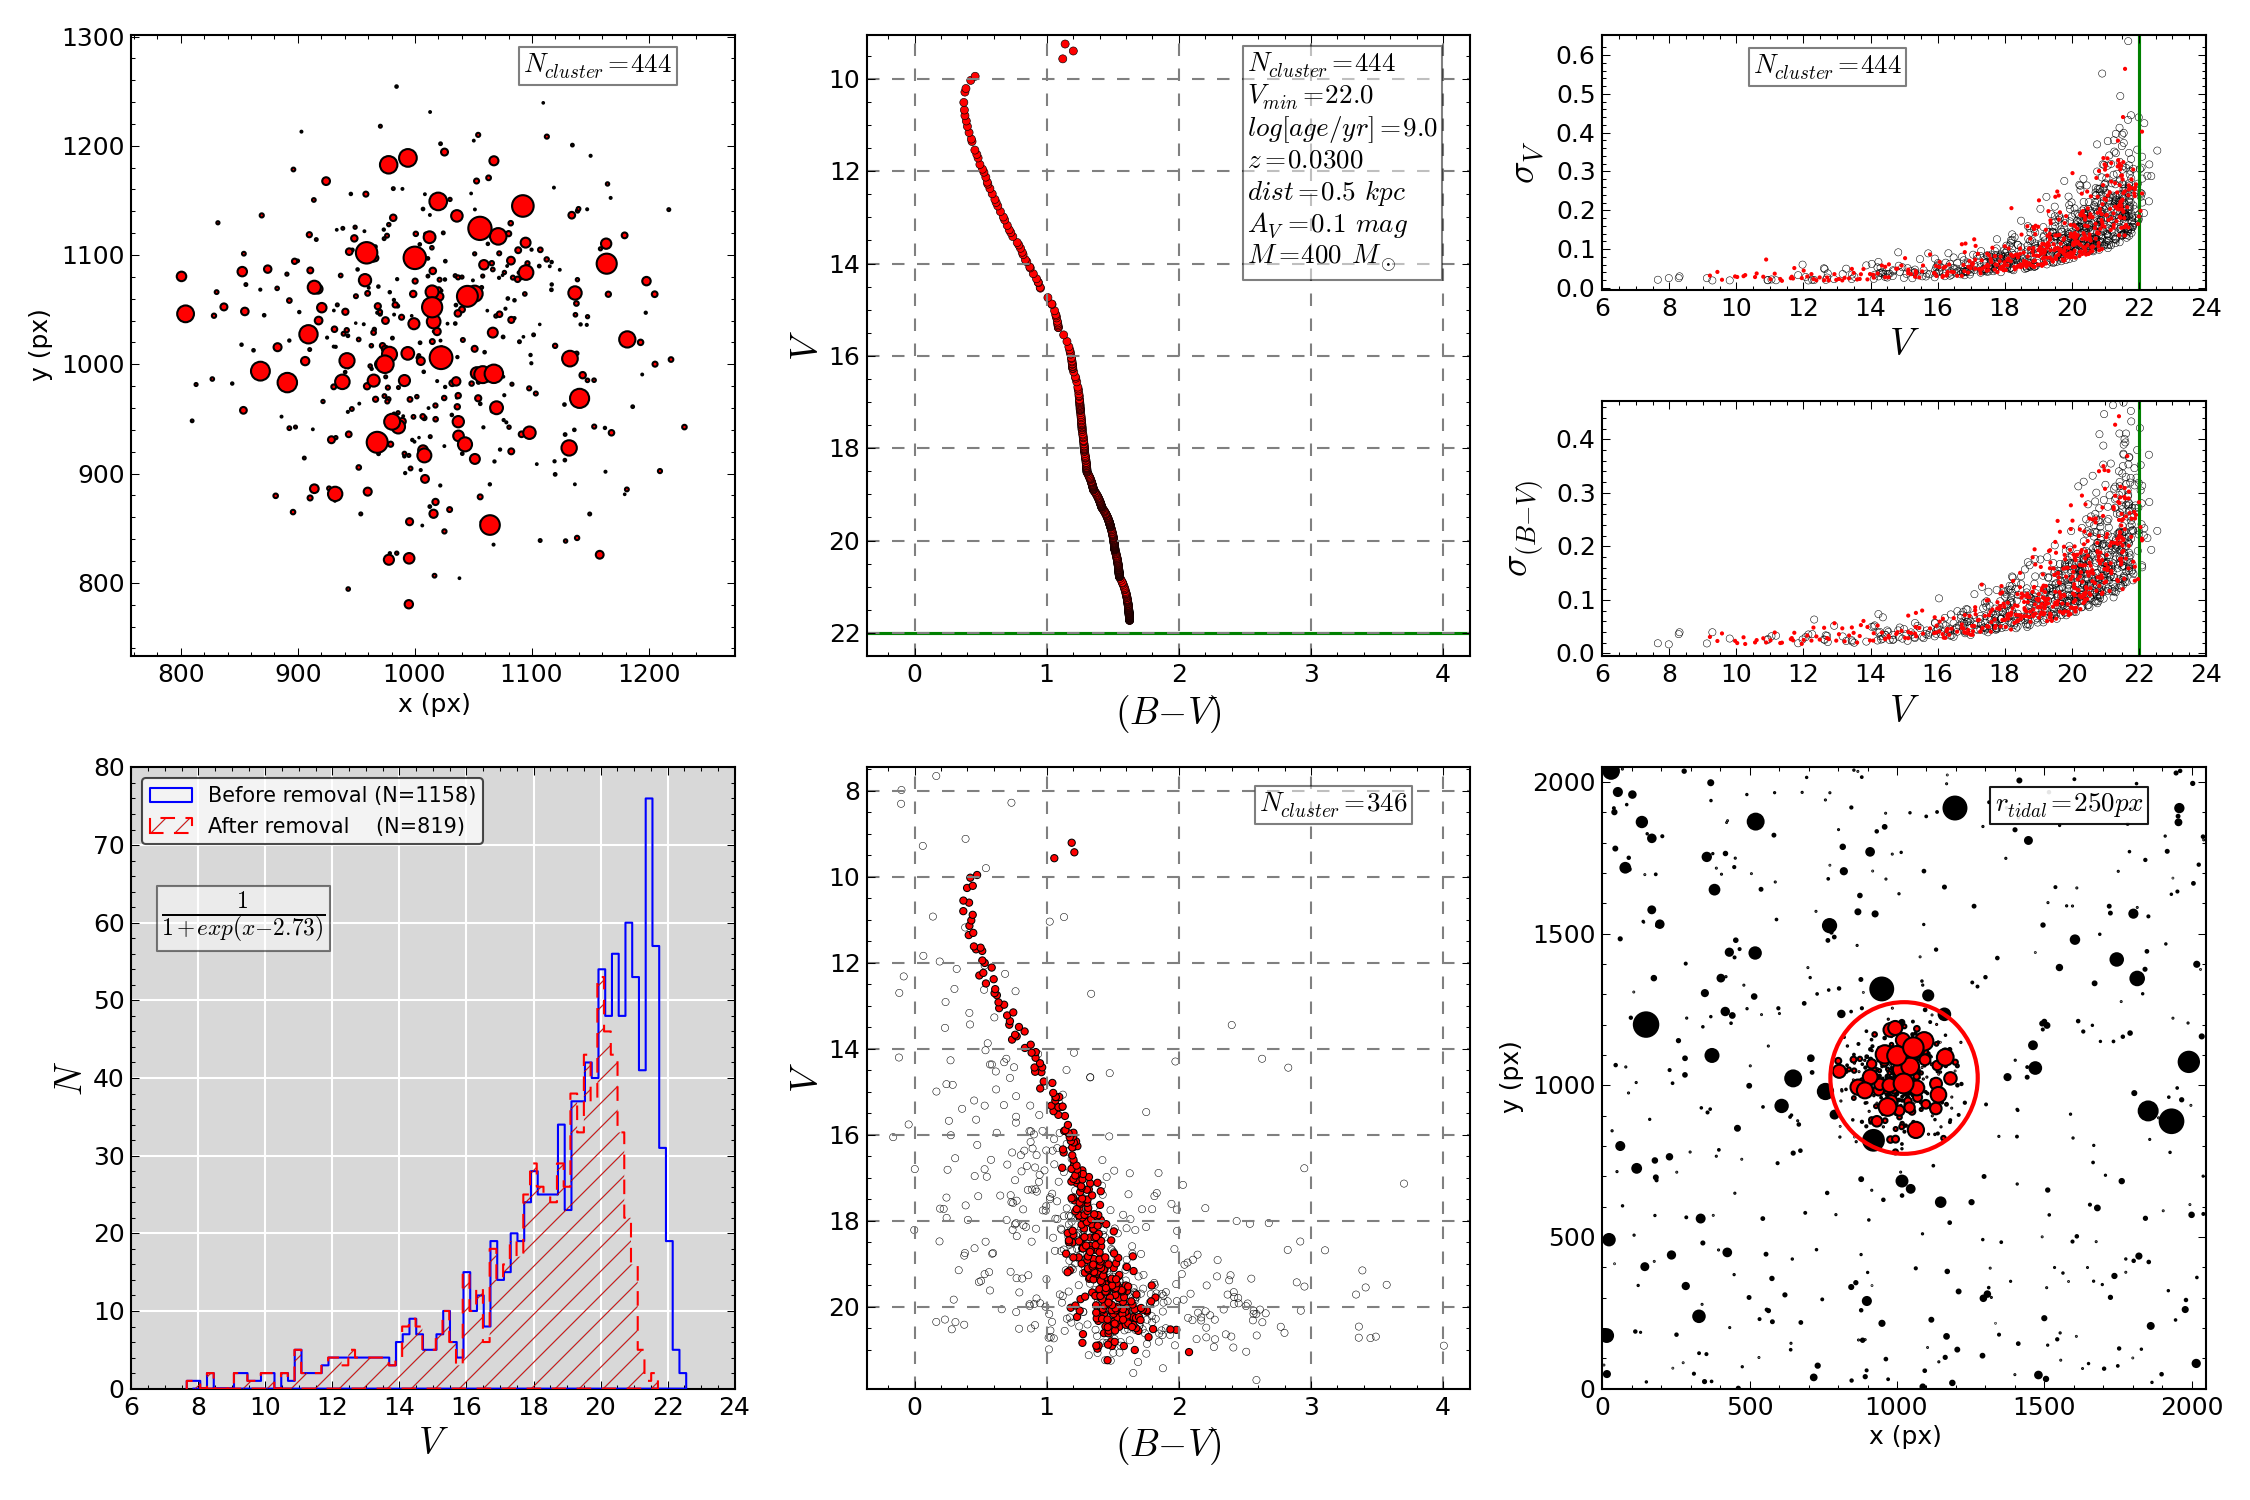 1300
1200
1100
1000
900
800
y (px)
800 900 1000 1100 1200
x (px)
N_cluster = 444
10
12
14
16
18
20
22
V
0 1 2 3 4
(B−V)
N_cluster = 444
V_min = 22.0
log[age/yr] = 9.0
z = 0.0300
dist = 0.5 kpc
A_V = 0.1 mag
M = 400 M_⊙
0.6
0.5
0.4
0.3
0.2
0.1
0.0
σ_V
6 8 10 12 14 16 18 20 22 24
V
N_cluster = 444
0.4
0.3
0.2
0.1
0.0
σ_(B−V)
6 8 10 12 14 16 18 20 22 24
V
80
70
60
50
40
30
20
10
0
N
6 8 10 12 14 16 18 20 22 24
V
Before removal (N=1158)
After removal (N=819)
1
1+exp(x−2.73)
8
10
12
14
16
18
20
V
0 1 2 3 4
(B−V)
N_cluster = 346
2000
1500
1000
500
0
y (px)
0 500 1000 1500 2000
x (px)
r_tidal = 250px